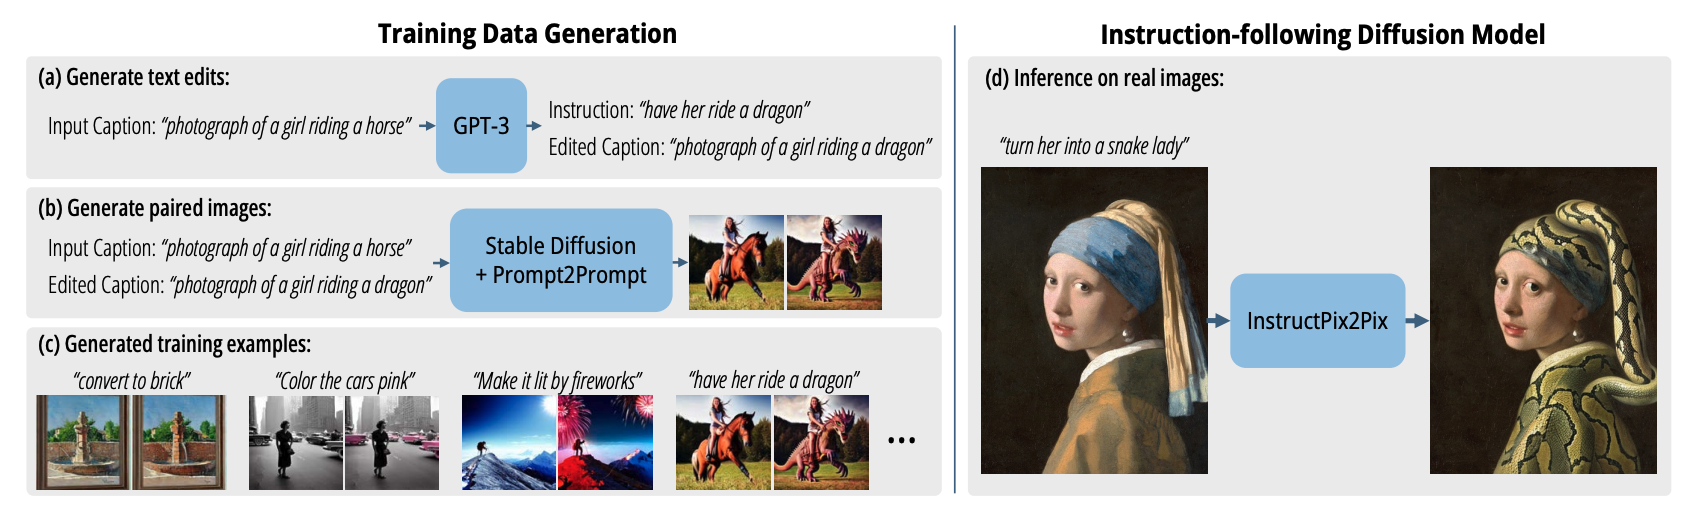 Training Data Generation
(a) Generate text edits:
Input Caption: “photograph of a girl riding a horse”
GPT-3
Instruction: “have her ride a dragon”
Edited Caption: “photograph of a girl riding a dragon”
(b) Generate paired images:
Input Caption: “photograph of a girl riding a horse”
Edited Caption: “photograph of a girl riding a dragon”
Stable Diffusion
+ Prompt2Prompt
(c) Generated training examples:
“convert to brick”
“Color the cars pink”
“Make it lit by fireworks”
“have her ride a dragon”
...
Instruction-following Diffusion Model
(d) Inference on real images:
“turn her into a snake lady”
InstructPix2Pix